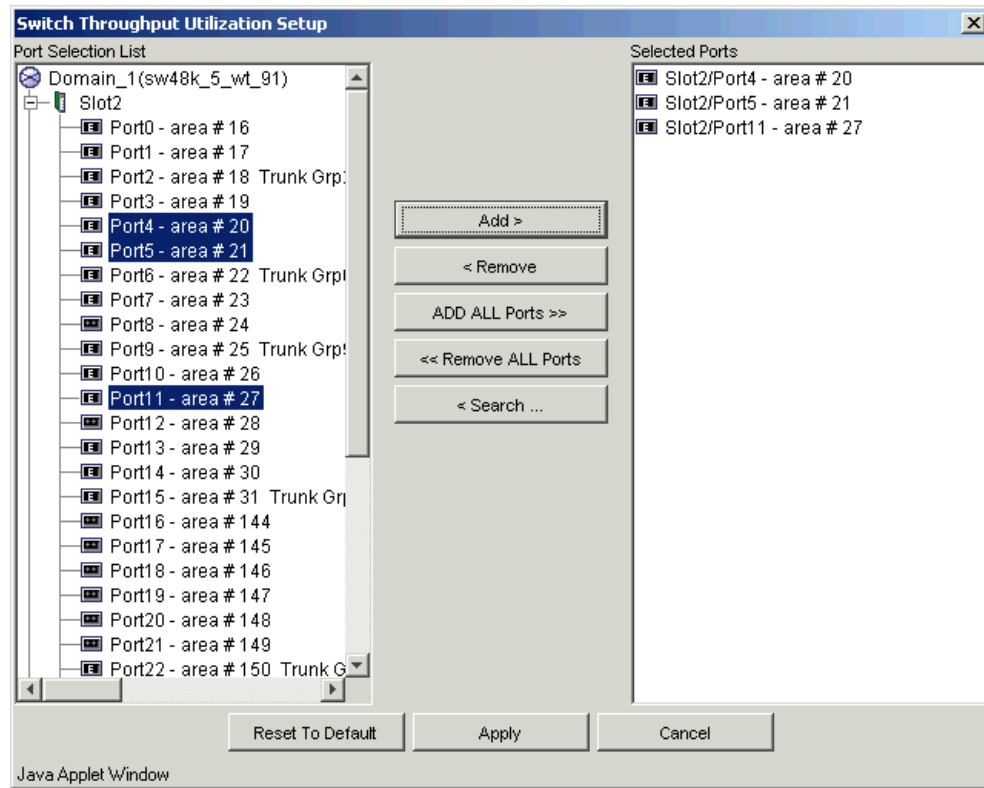 Switch Throughput Utilization Setup
Port Selection List
Domain_1(sw48k_5_wt_91)
Slot2
Port0 - area # 16
Port1 - area # 17
Port2 - area # 18 Trunk Grp
Port3 - area # 19
Port4 - area # 20
Port5 - area # 21
Port6 - area # 22 Trunk Grp
Port7 - area # 23
Port8 - area # 24
Port9 - area # 25 Trunk Grp
Port10 - area # 26
Port11 - area # 27
Port12 - area # 28
Port13 - area # 29
Port14 - area # 30
Port15 - area # 31 Trunk Gr
Port16 - area # 144
Port17 - area # 145
Port18 - area # 146
Port19 - area # 147
Port20 - area # 148
Port21 - area # 149
Port22 - area # 150 Trunk G
Add >
< Remove
ADD ALL Ports >>
<< Remove ALL Ports
< Search ...
Selected Ports
Slot2/Port4 - area # 20
Slot2/Port5 - area # 21
Slot2/Port11 - area # 27
Reset To Default
Apply
Cancel
Java Applet Window